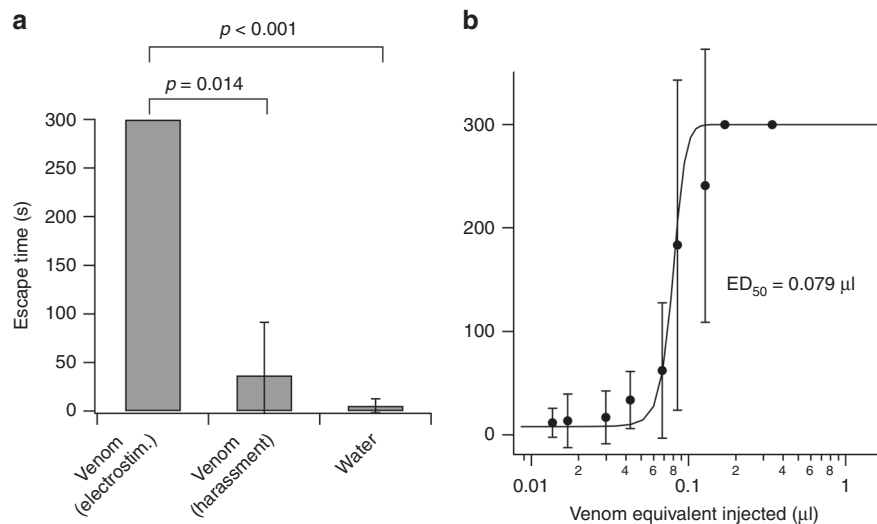 a
p < 0.001
p = 0.014
300
250
200
150
100
50
0
Escape time (s)
Venom
(electrostim.)
Venom
(harassment)
Water
b
300
200
100
0
ED50 = 0.079 µl
0.01 2 4 6 8 0.1 2 4 6 8 1
Venom equivalent injected (µl)